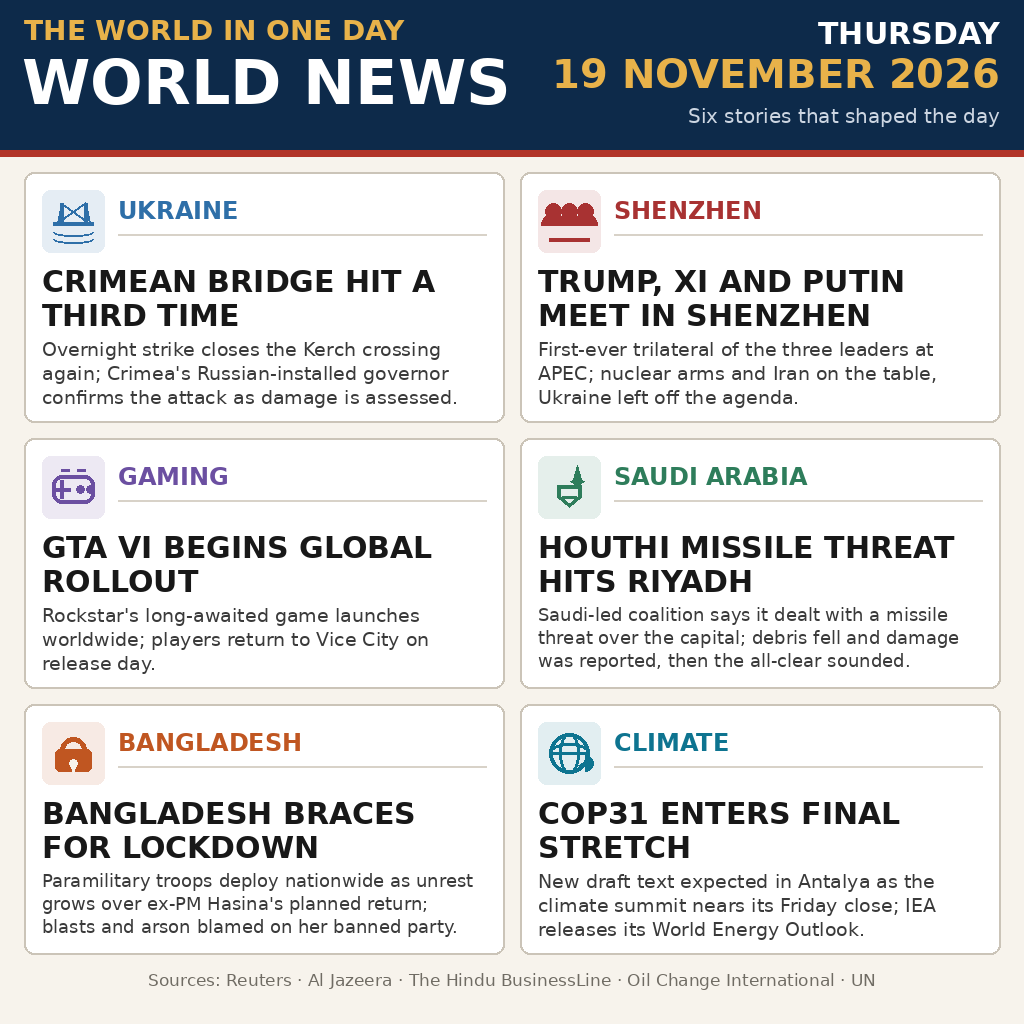 THE WORLD IN ONE DAY
WORLD NEWS
THURSDAY
19 NOVEMBER 2026
Six stories that shaped the day
UKRAINE
CRIMEAN BRIDGE HIT A
THIRD TIME
Overnight strike closes the Kerch crossing
again; Crimea's Russian-installed governor
confirms the attack as damage is assessed.
SHENZHEN
TRUMP, XI AND PUTIN
MEET IN SHENZHEN
First-ever trilateral of the three leaders at
APEC; nuclear arms and Iran on the table,
Ukraine left off the agenda.
GAMING
GTA VI BEGINS GLOBAL
ROLLOUT
Rockstar's long-awaited game launches
worldwide; players return to Vice City on
release day.
SAUDI ARABIA
HOUTHI MISSILE THREAT
HITS RIYADH
Saudi-led coalition says it dealt with a missile
threat over the capital; debris fell and damage
was reported, then the all-clear sounded.
BANGLADESH
BANGLADESH BRACES
FOR LOCKDOWN
Paramilitary troops deploy nationwide as unrest
grows over ex-PM Hasina's planned return;
blasts and arson blamed on her banned party.
CLIMATE
COP31 ENTERS FINAL
STRETCH
New draft text expected in Antalya as the
climate summit nears its Friday close; IEA
releases its World Energy Outlook.
Sources: Reuters · Al Jazeera · The Hindu BusinessLine · Oil Change International · UN